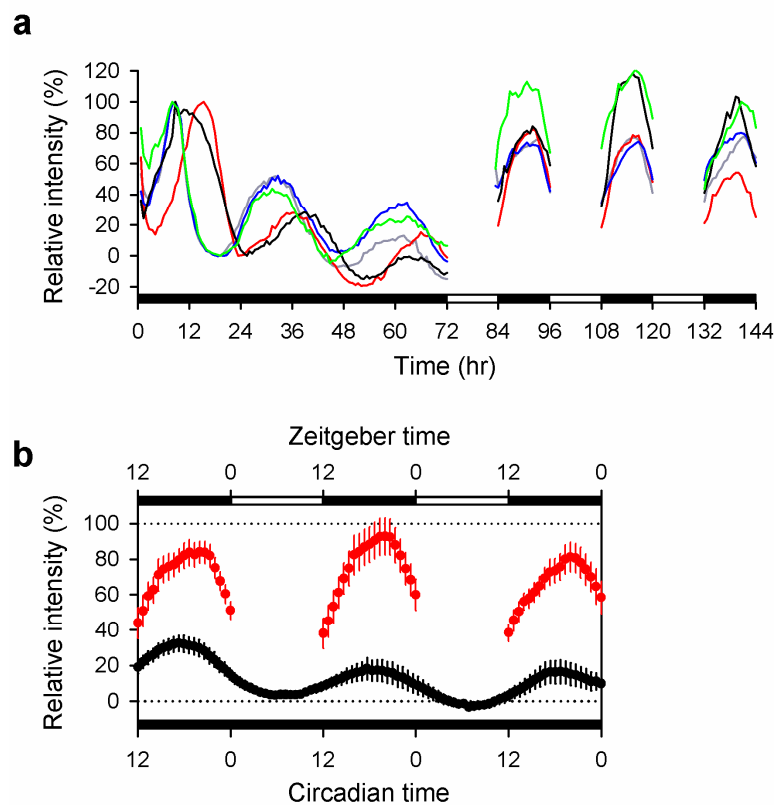 a
Relative intensity (%)
120
100
80
60
40
20
0
-20
0 12 24 36 48 60 72 84 96 108 120 132 144
Time (hr)
b
Zeitgeber time
12 0 12 0 12 0
Relative intensity (%)
100
80
60
40
20
0
12 0 12 0 12 0
Circadian time